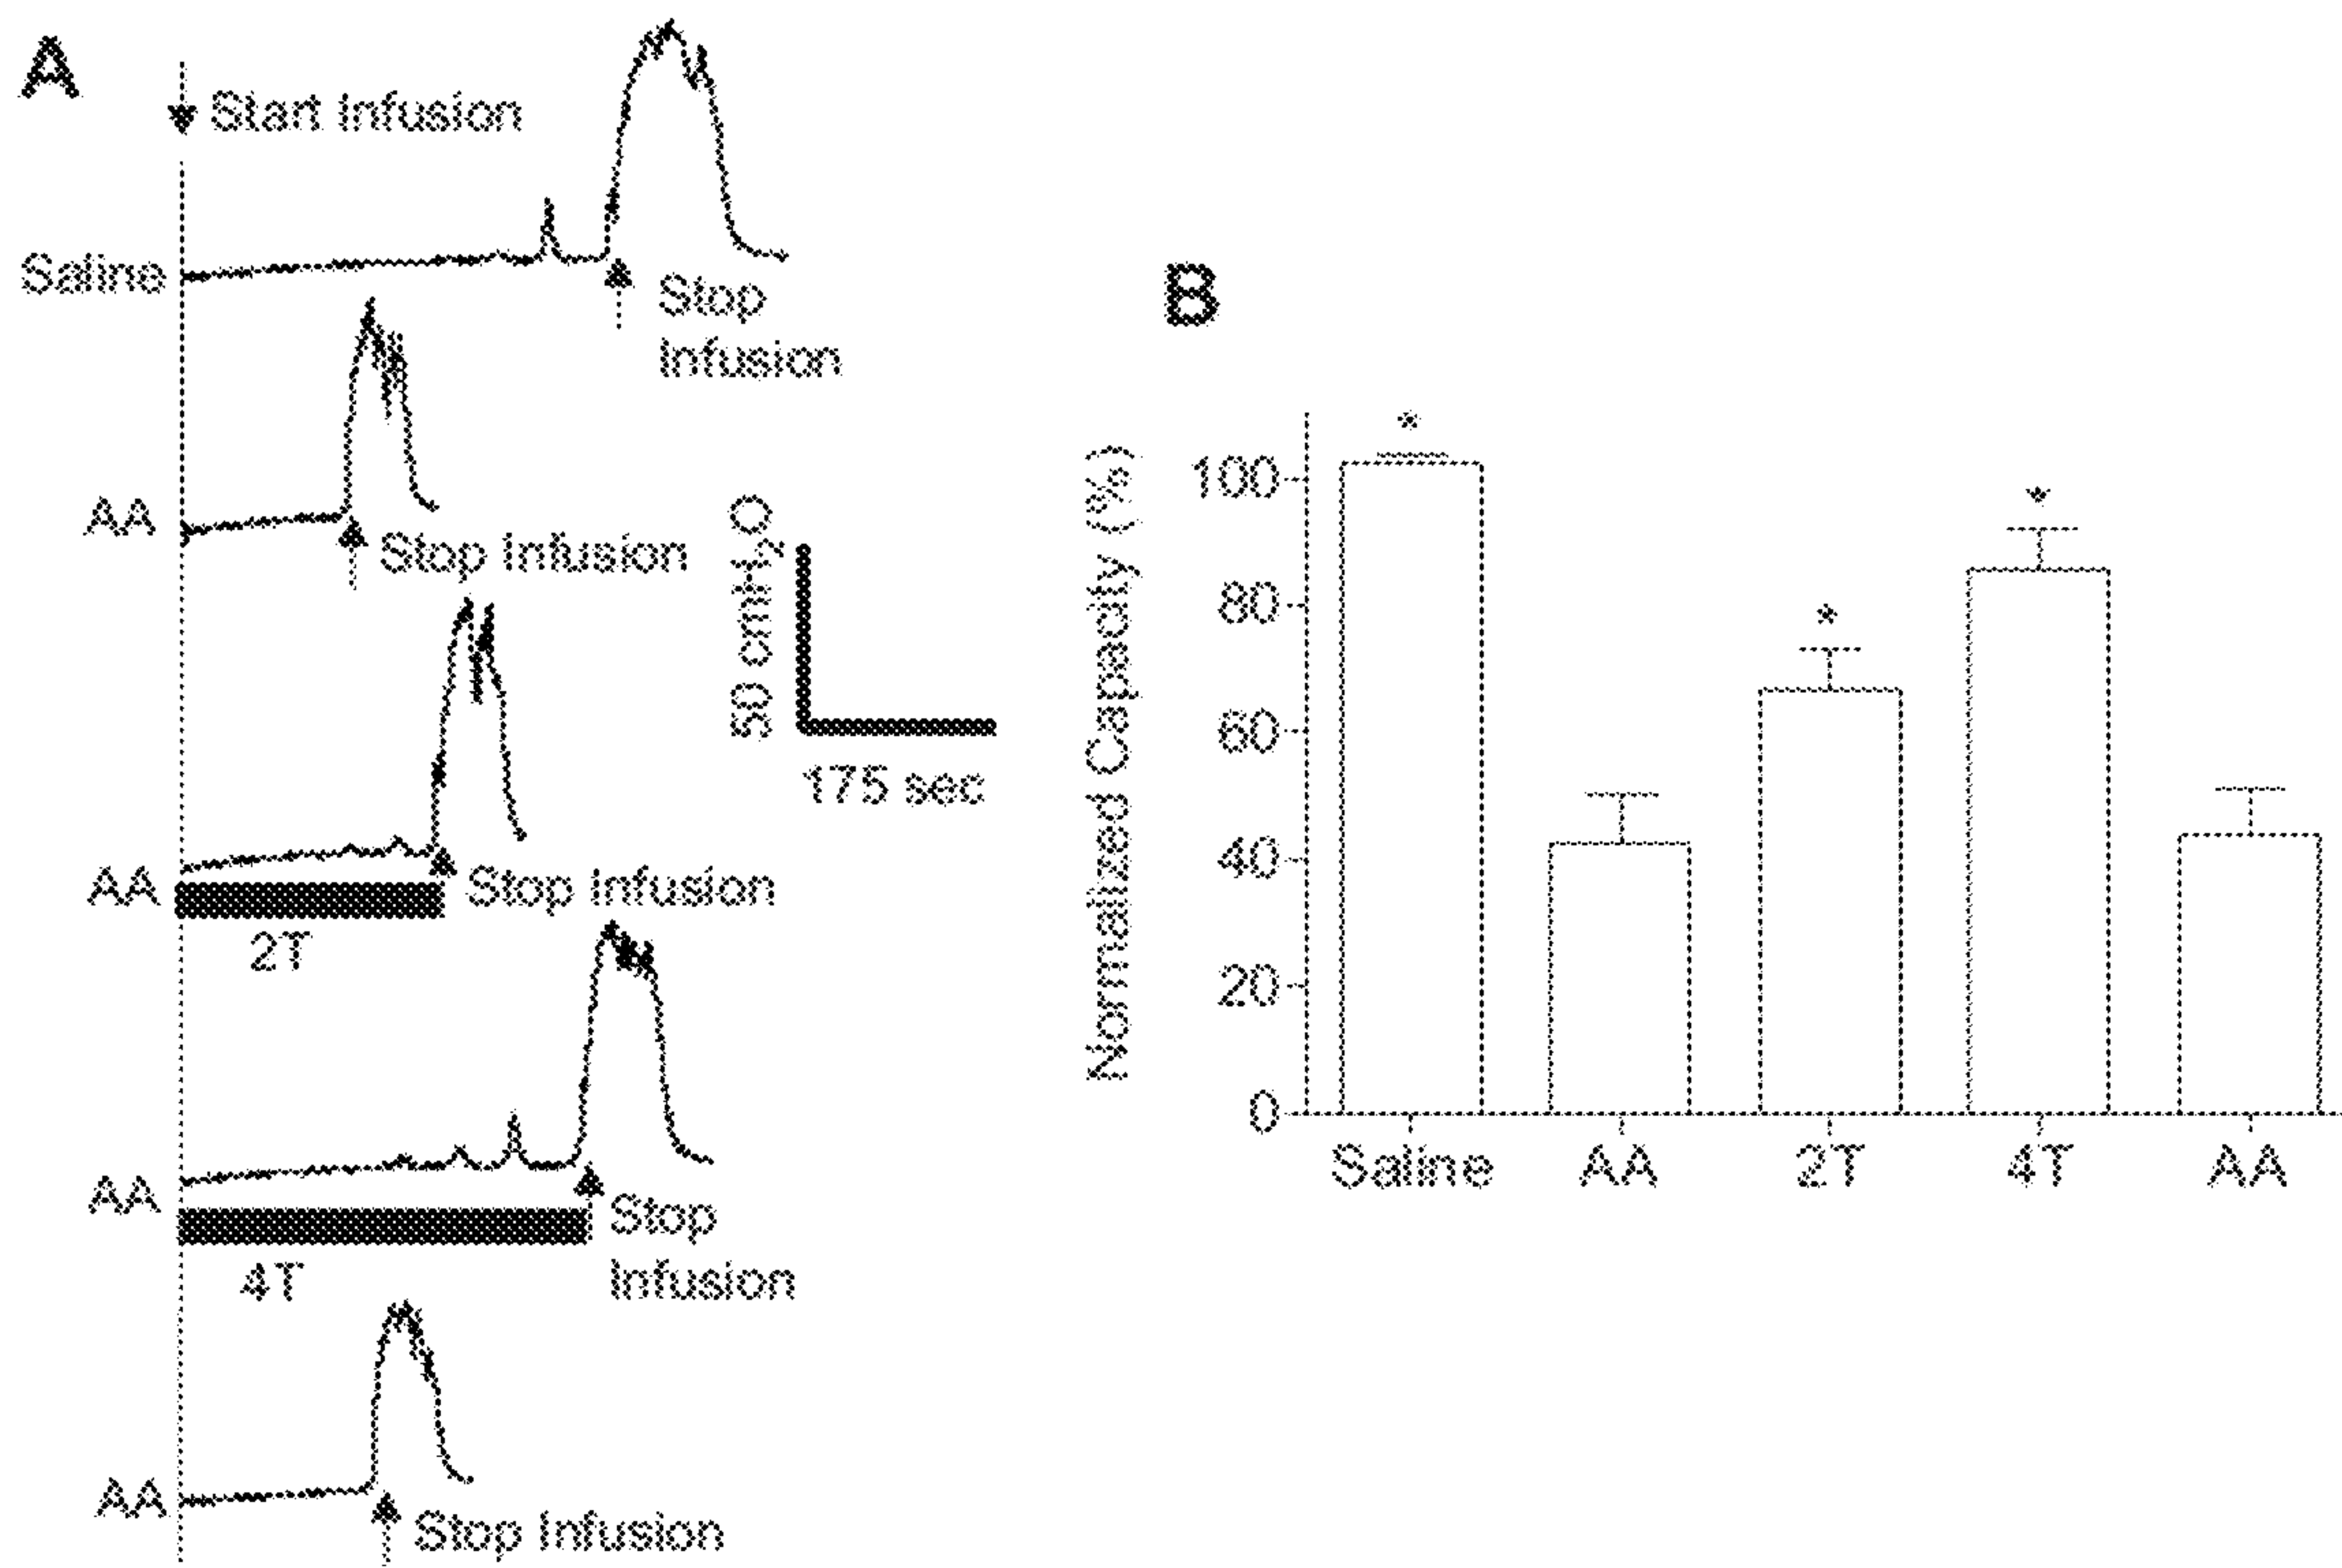 A
Start Infusion
Saline
Stop
Infusion
AA
Stop Infusion
50 cmH₂O
175 sec
AA
Stop Infusion
2T
AA
Stop
Infusion
4T
AA
Stop Infusion
B
*
*
*
Normalized Capacity (%)
100
80
60
40
20
0
Saline AA 2T 4T AA